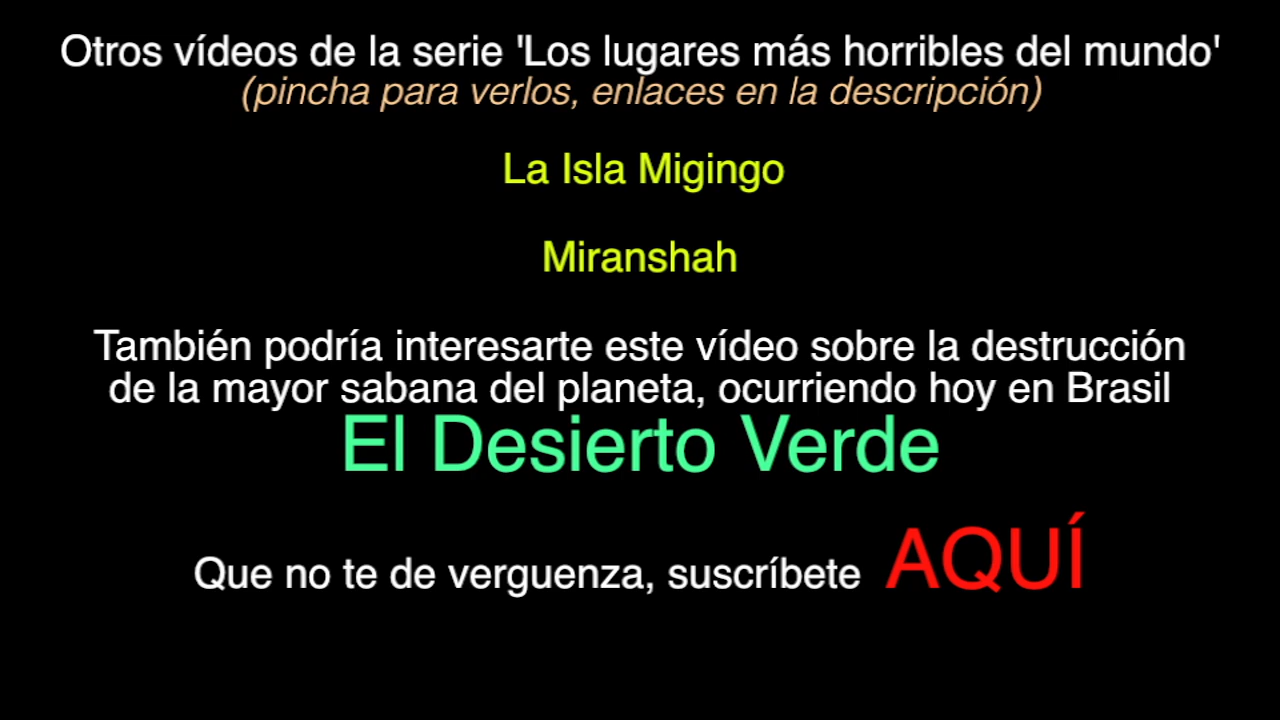 Otros vídeos de la serie 'Los lugares más horribles del mundo'
(pincha para verlos, enlaces en la descripción)
La Isla Migingo
Miranshah
También podría interesarte este vídeo sobre la destrucción
de la mayor sabana del planeta, ocurriendo hoy en Brasil
El Desierto Verde
Que no te de verguenza, suscríbete AQUÍ